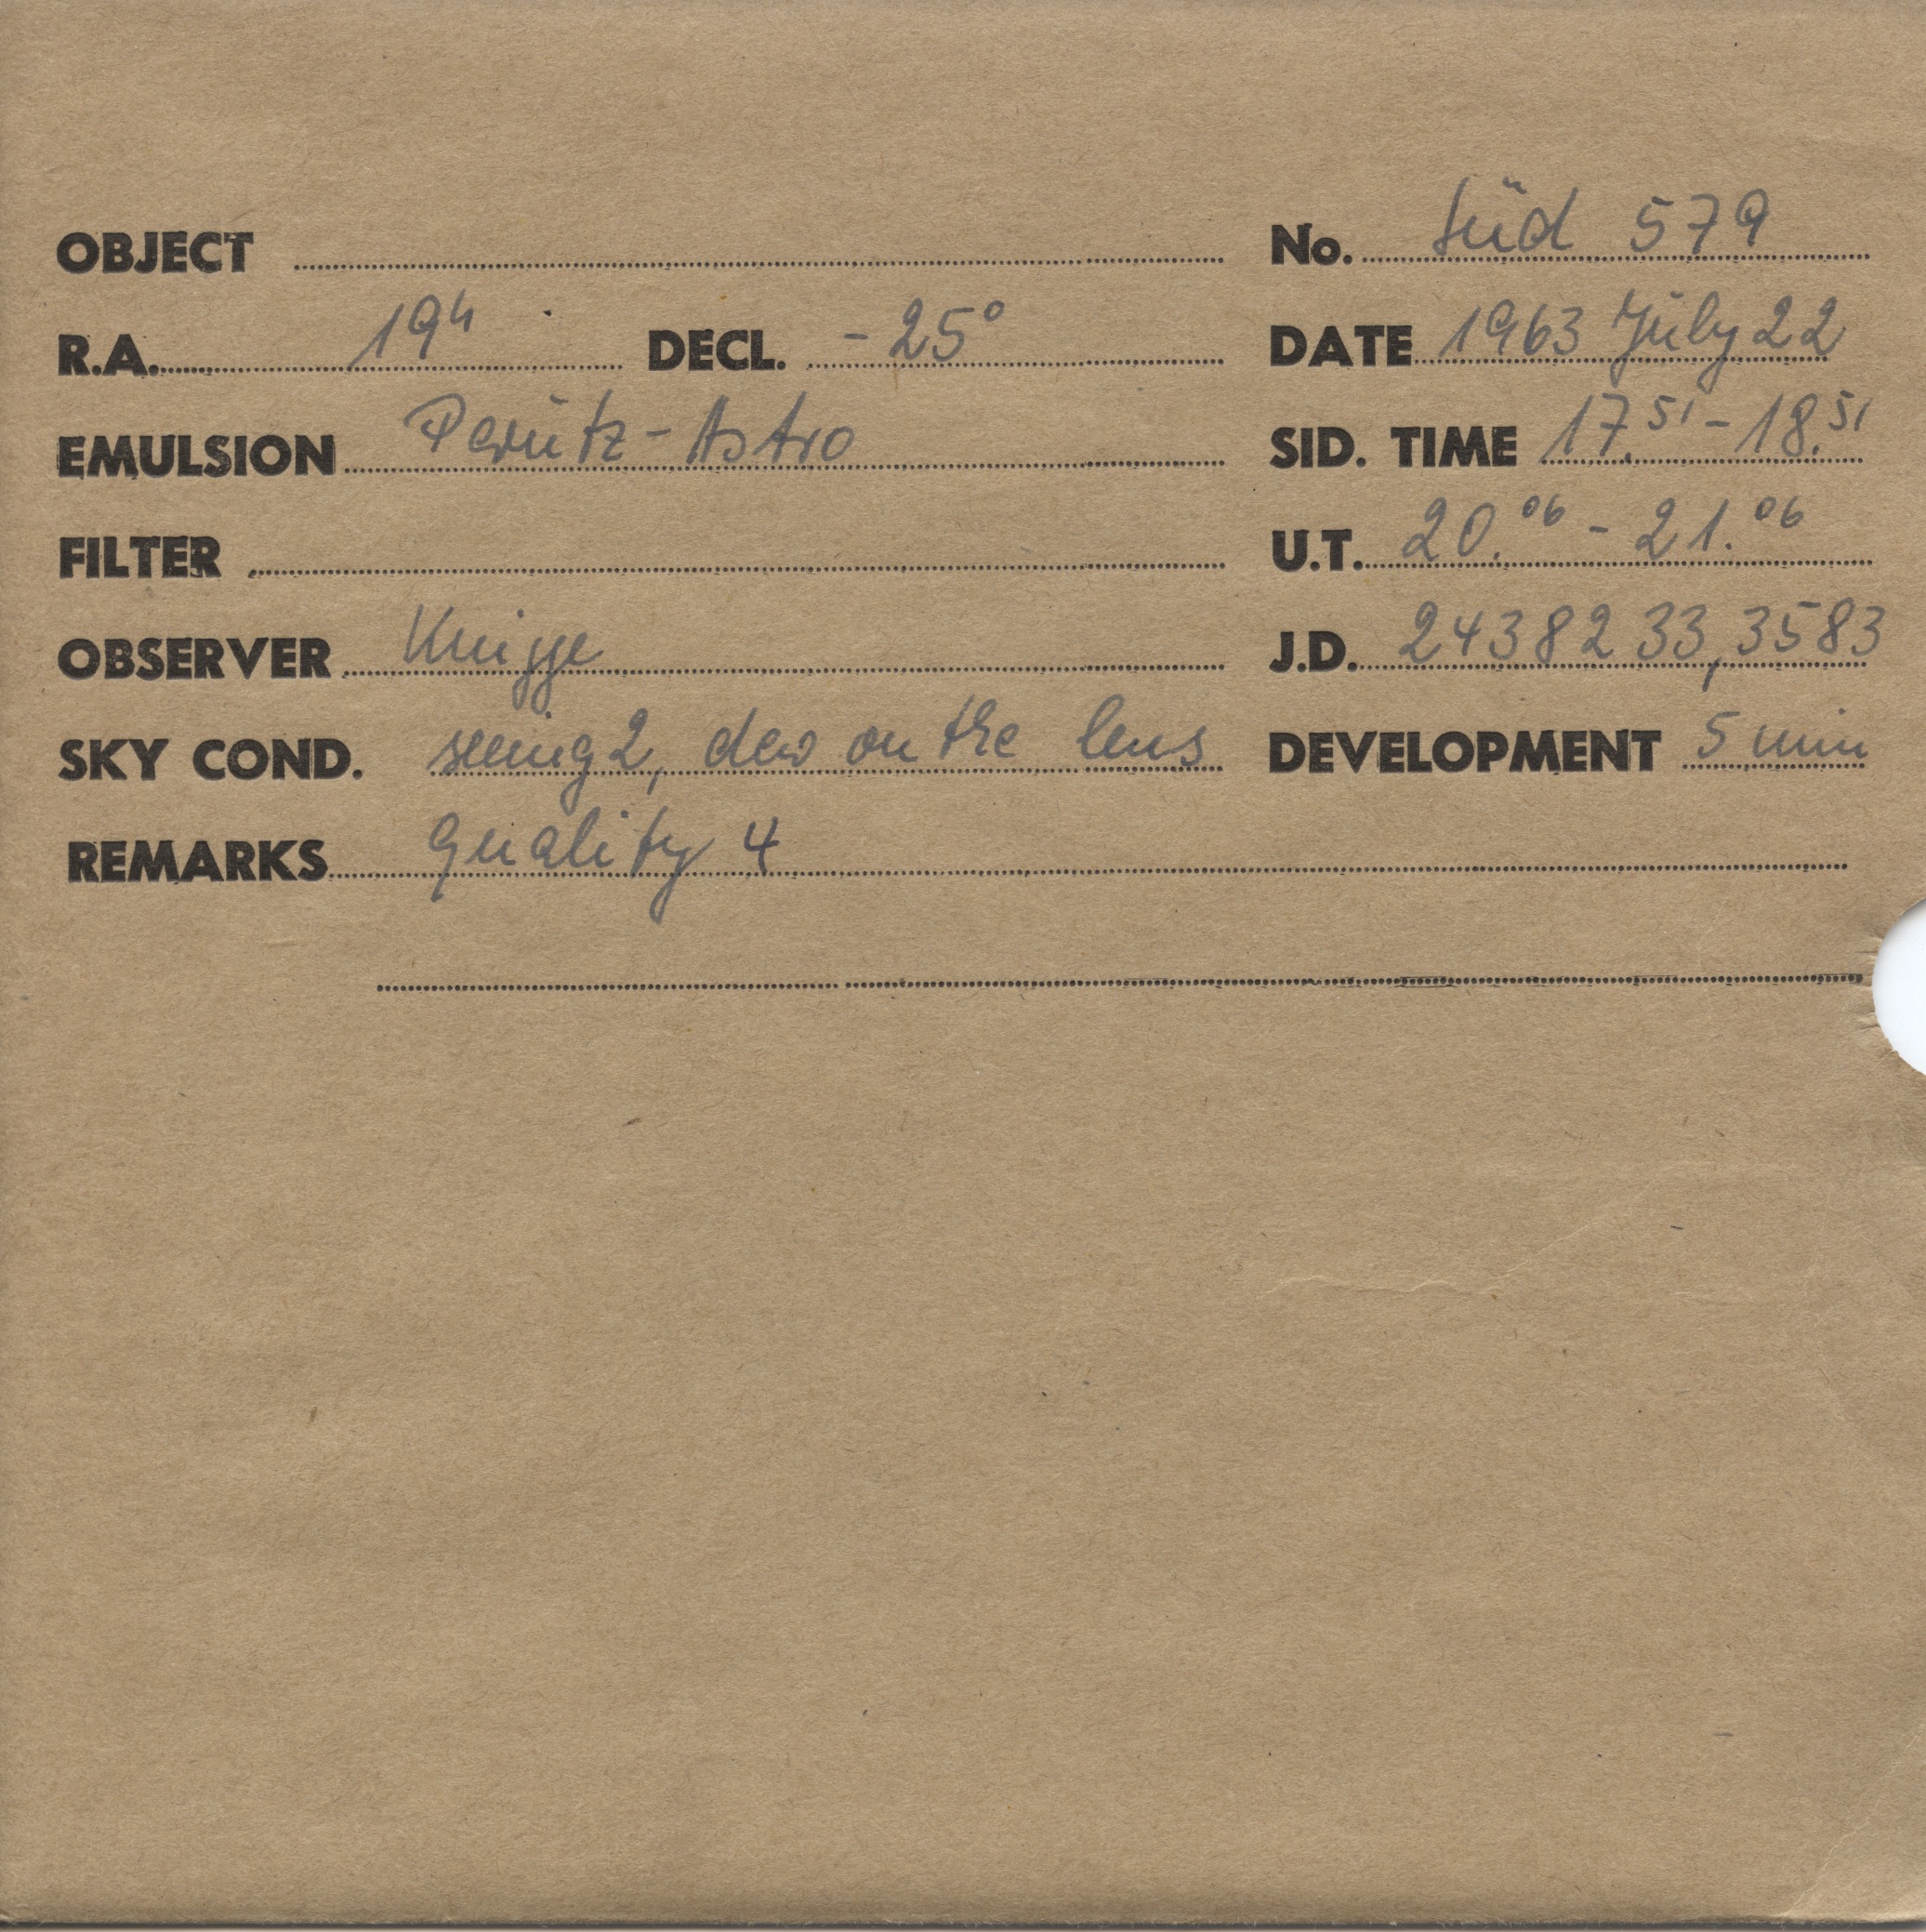 OBJECT No. Süd 579
R.A. 19h DECL. -25° DATE 1963 July 22
EMULSION Perutz-Astro SID. TIME 17.51 - 18.51
FILTER U.T. 20.06 - 21.06
OBSERVER Knigge J.D. 2438233,3583
SKY COND. seeing 2, dew on the lens DEVELOPMENT 5 min
REMARKS quality 4